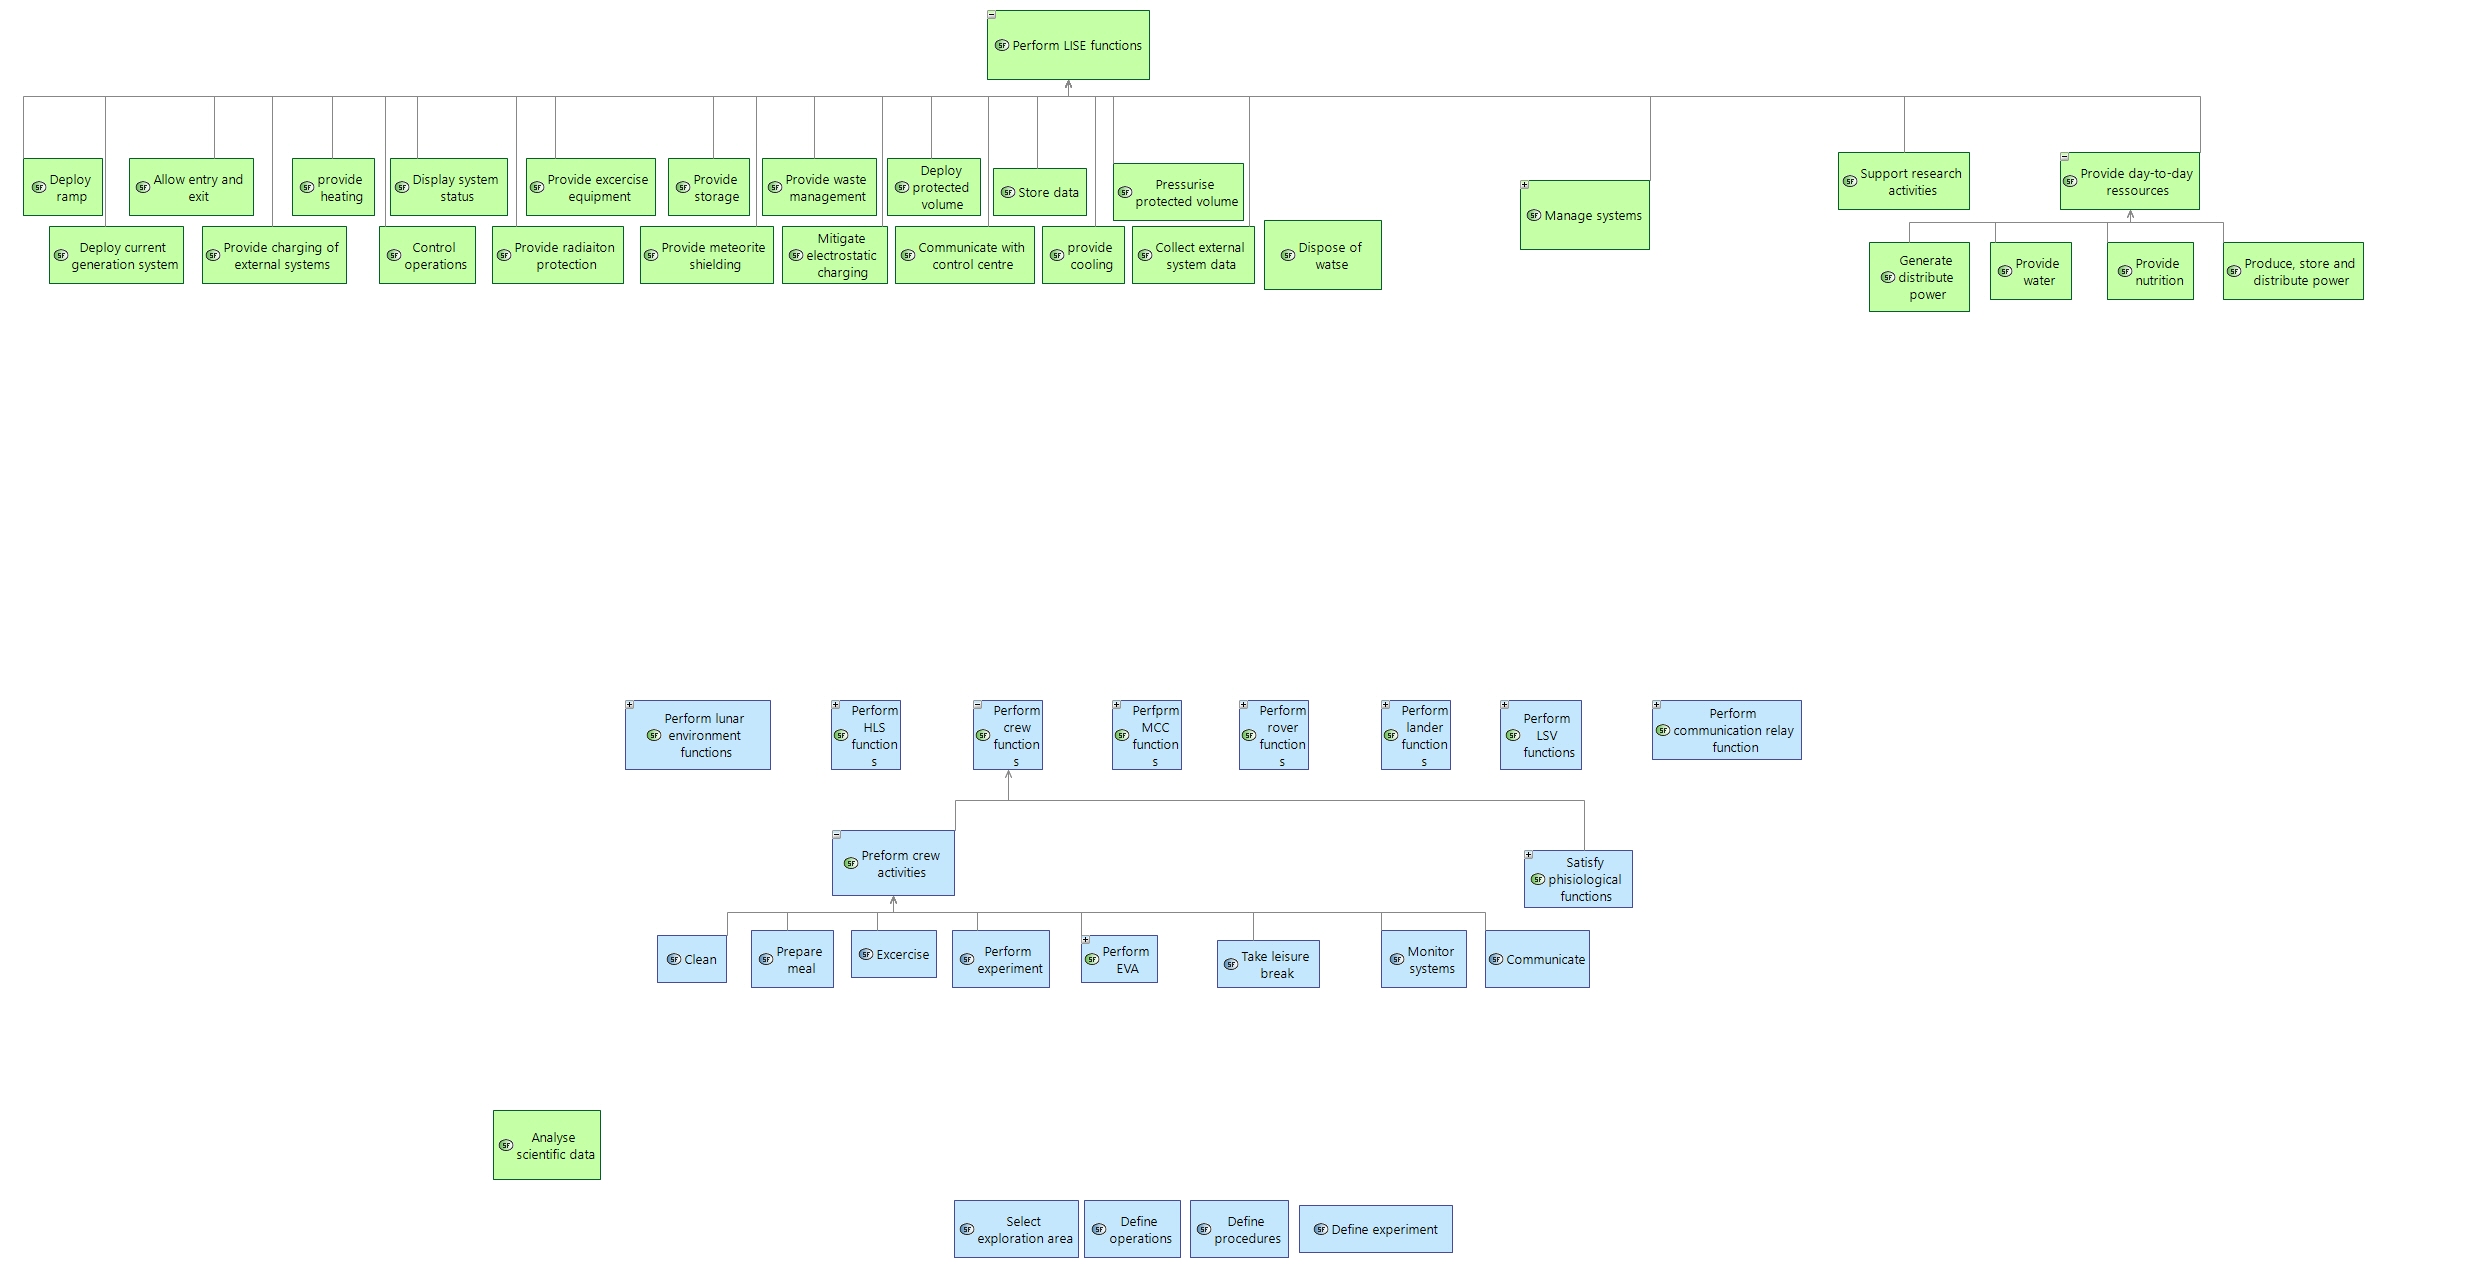 Perform LISE functions
Deploy
ramp
Allow entry and
exit
provide
heating
Display system
status
Provide excercise
equipment
Provide
storage
Provide waste
management
Deploy
protected
volume
Store data
Pressurise
protected volume
Manage systems
Support research
activities
Provide day-to-day
ressources
Deploy current
generation system
Provide charging of
external systems
Control
operations
Provide radiaiton
protection
Provide meteorite
shielding
Mitigate
electrostatic
charging
Communicate with
control centre
provide
cooling
Collect external
system data
Dispose of
watse
Generate
distribute
power
Provide
water
Provide
nutrition
Produce, store and
distribute power
Perform lunar
environment
functions
Perform
HLS
function
s
Perform
crew
function
s
Perfprm
MCC
function
s
Perform
rover
function
s
Perform
lander
function
s
Perform
LSV
functions
Perform
communication relay
function
Preform crew
activities
Satisfy
phisiological
functions
Clean
Prepare
meal
Excercise
Perform
experiment
Perform
EVA
Take leisure
break
Monitor
systems
Communicate
Analyse
scientific data
Select
exploration area
Define
operations
Define
procedures
Define experiment